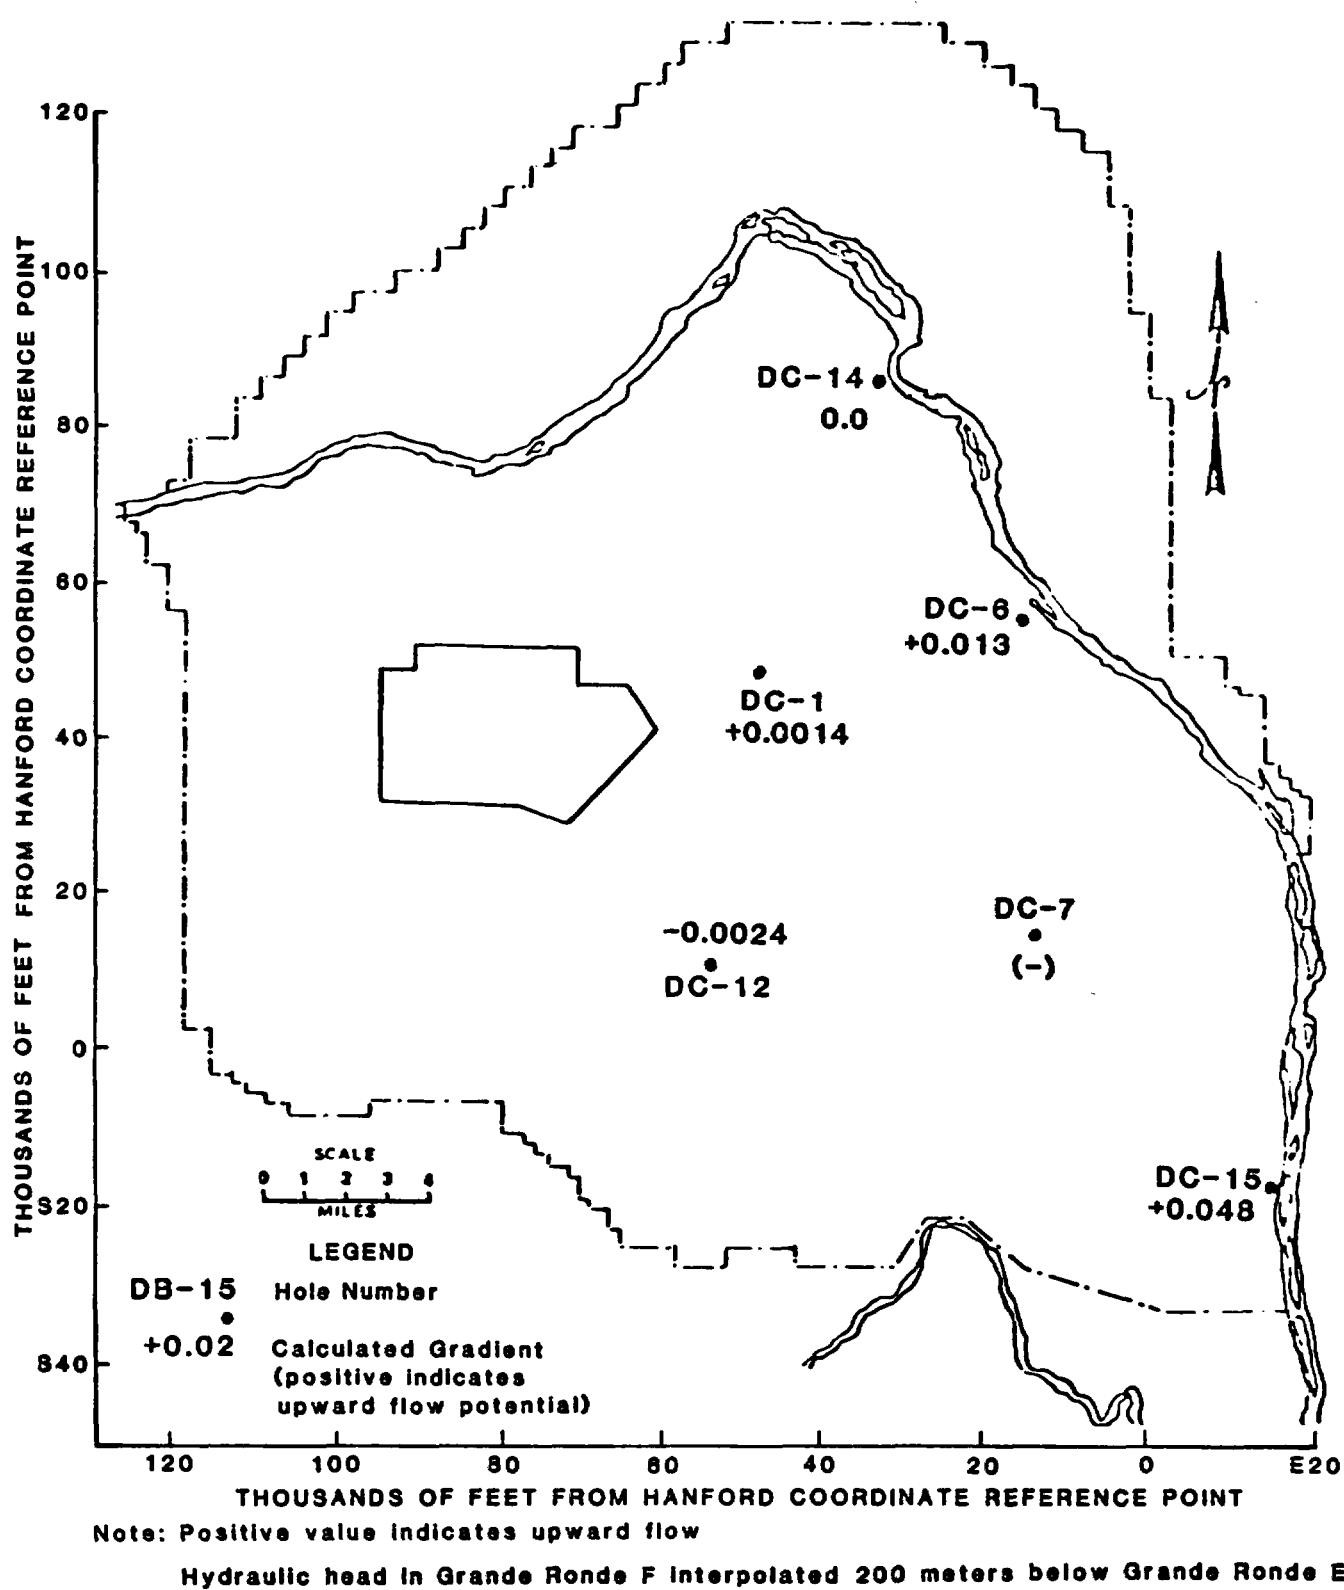 120
100
80
60
40
20
0
S20
S40
THOUSANDS OF FEET FROM HANFORD COORDINATE REFERENCE POINT
DC-14
0.0
DC-6
+0.013
DC-1
+0.0014
DC-7
(-)
-0.0024
DC-12
DC-15
+0.048
SCALE
0 1 2 3 4
MILES
LEGEND
DB-15 Hole Number
+0.02 Calculated Gradient
(positive indicates
upward flow potential)
120 100 80 60 40 20 0 E20
THOUSANDS OF FEET FROM HANFORD COORDINATE REFERENCE POINT
Note: Positive value indicates upward flow
Hydraulic head in Grande Ronde F interpolated 200 meters below Grande Ronde